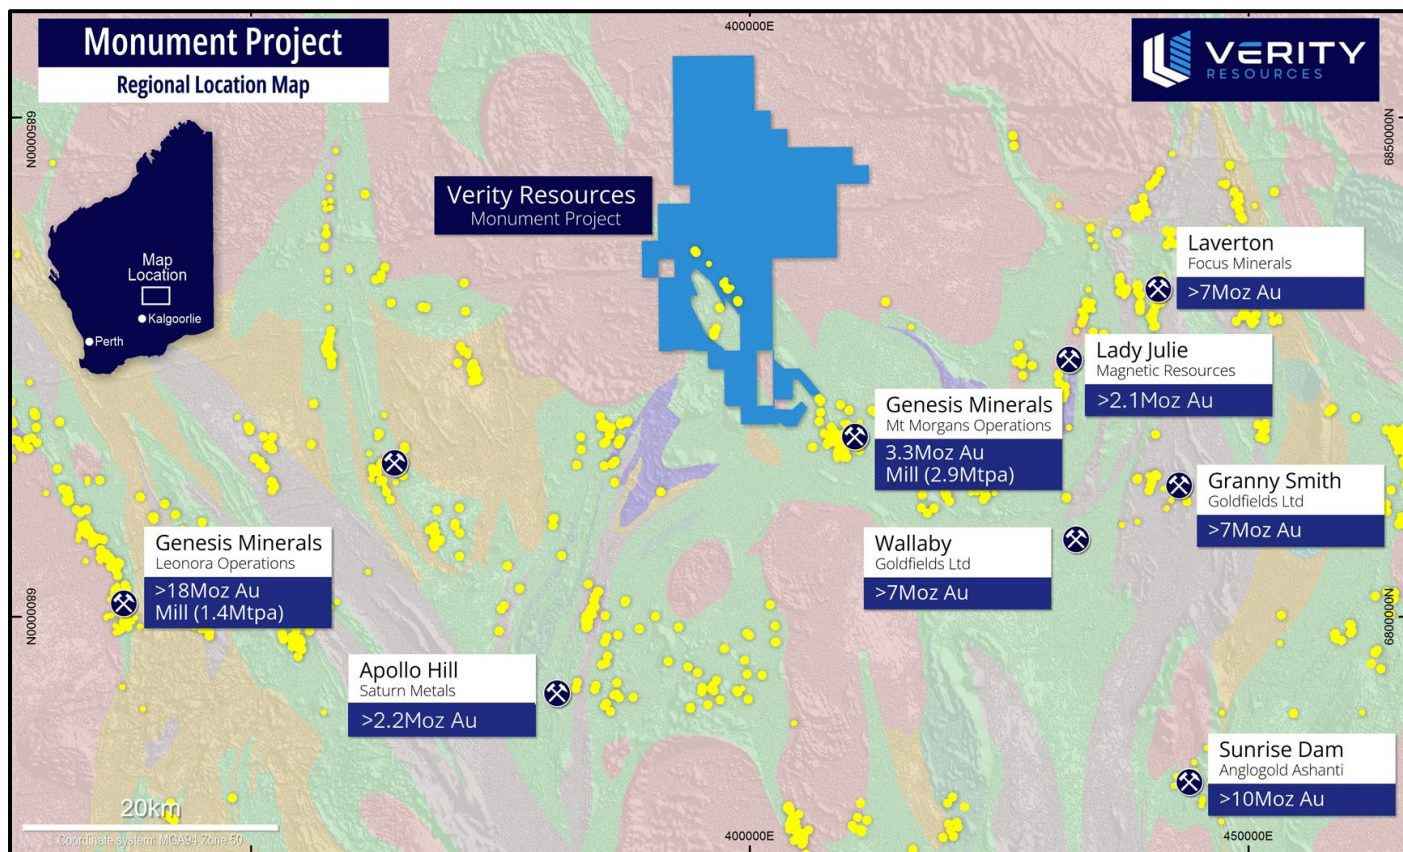 Monument Project
Regional Location Map
400000E
VERITY
RESOURCES
6850000N
6850000N
Verity Resources
Monument Project
Map
Location
Kalgoorlie
Perth
Laverton
Focus Minerals
>7Moz Au
Lady Julie
Magnetic Resources
>2.1Moz Au
Genesis Minerals
Mt Morgans Operations
3.3Moz Au
Mill (2.9Mtpa)
Granny Smith
Goldfields Ltd
>7Moz Au
Wallaby
Goldfields Ltd
>7Moz Au
Genesis Minerals
Leonora Operations
>18Moz Au
Mill (1.4Mtpa)
6800000N
6800000N
Apollo Hill
Saturn Metals
>2.2Moz Au
Sunrise Dam
Anglogold Ashanti
>10Moz Au
20km
Coordinate system: MGA94 Zone 50
400000E
450000E